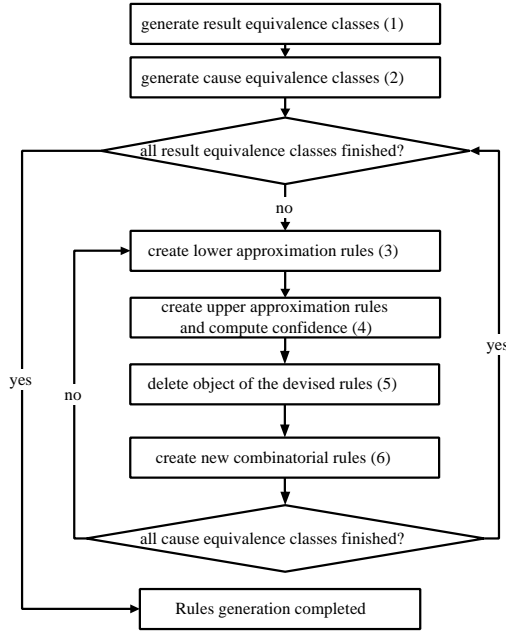 generate result equivalence classes (1)
generate cause equivalence classes (2)
all result equivalence classes finished?
no
create lower approximation rules (3)
create upper approximation rules
and compute confidence (4)
yes
yes
no
delete object of the devised rules (5)
create new combinatorial rules (6)
all cause equivalence classes finished?
Rules generation completed